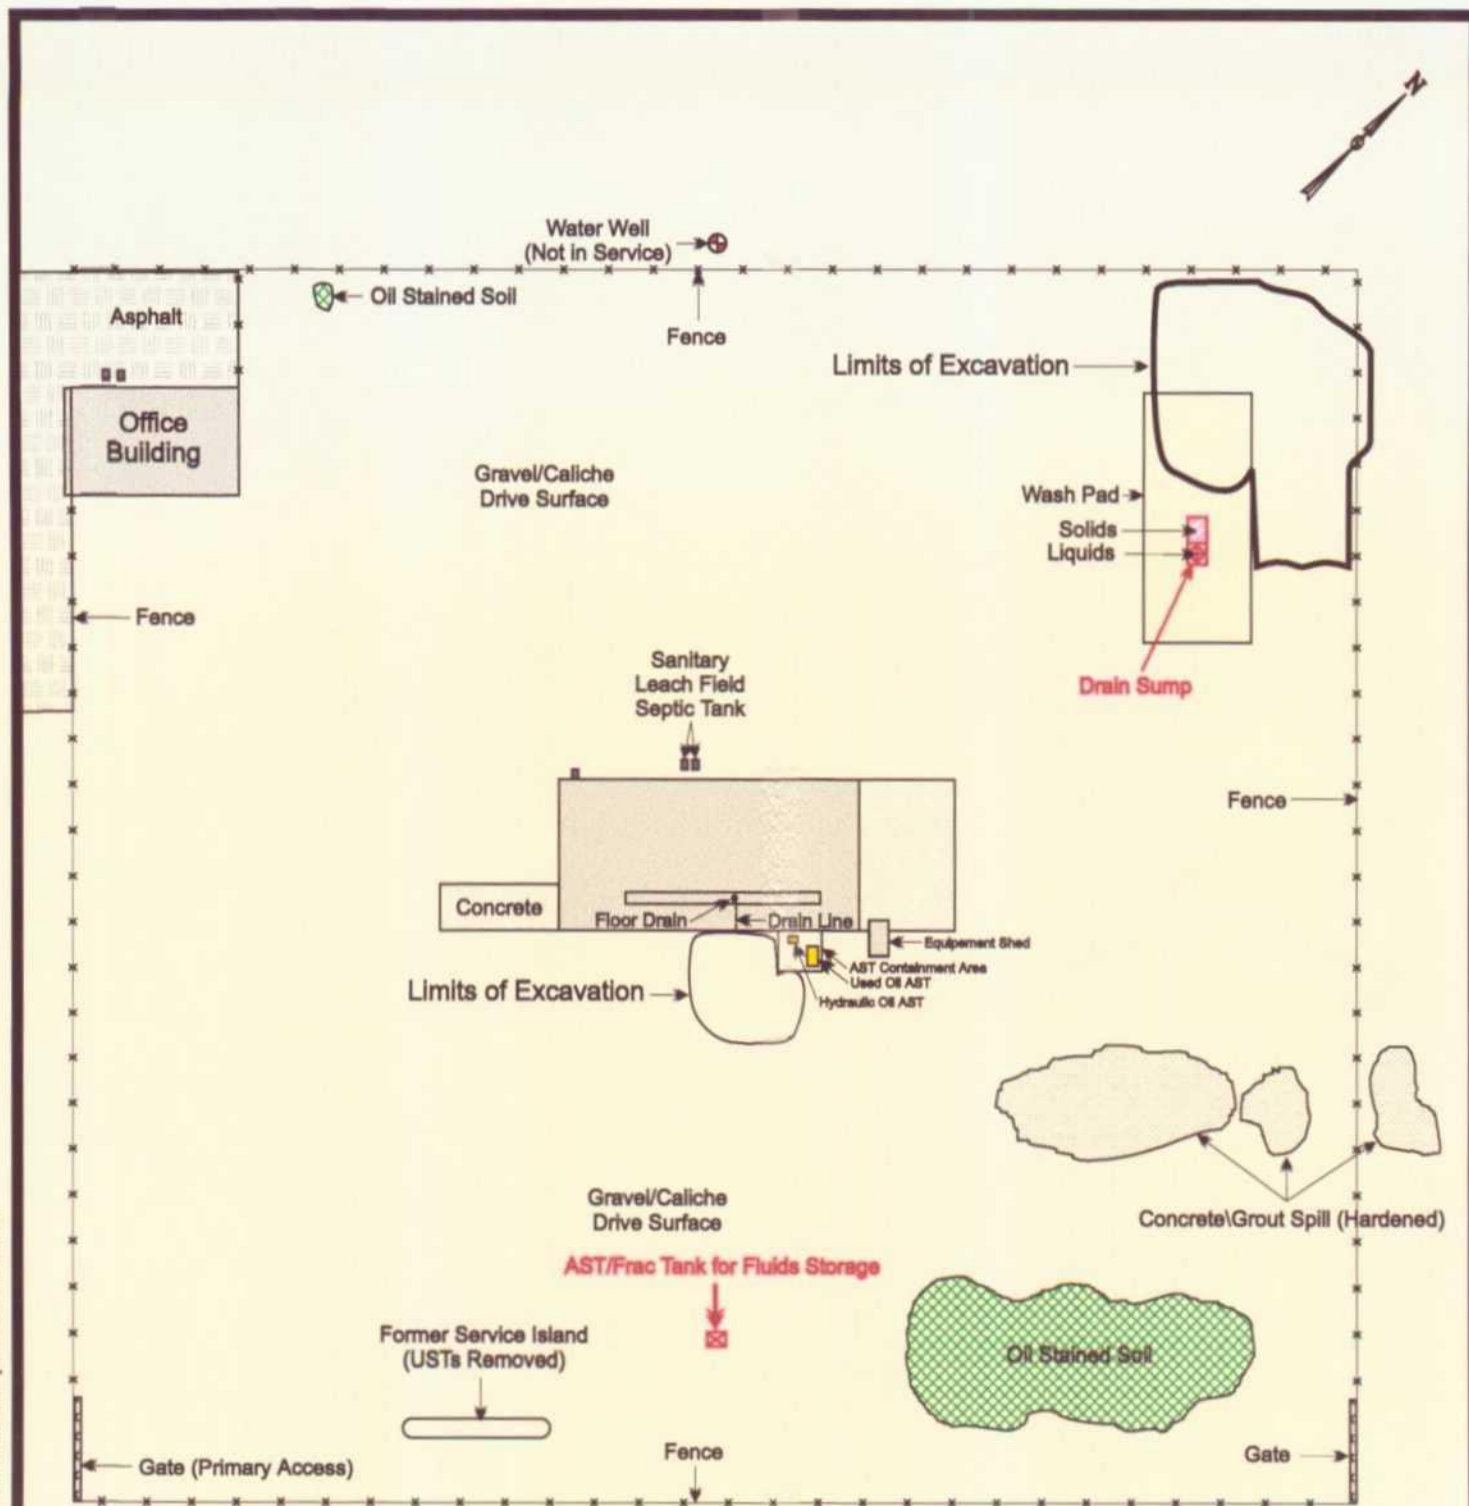 N
Water Well
(Not in Service)
Oil Stained Soil
Asphalt
Fence
Limits of Excavation
Office
Building
Gravel/Caliche
Drive Surface
Wash Pad
Solids
Liquids
Fence
Sanitary
Leach Field
Septic Tank
Drain Sump
Fence
Concrete
Floor Drain
Drain Line
Equipement Shed
AST Containment Area
Used Oil AST
Hydraulic Oil AST
Limits of Excavation
Gravel/Caliche
Drive Surface
Concrete\Grout Spill (Hardened)
AST/Frac Tank for Fluids Storage
Former Service Island
(USTs Removed)
Oil Stained Soil
Fence
Gate (Primary Access)
Gate